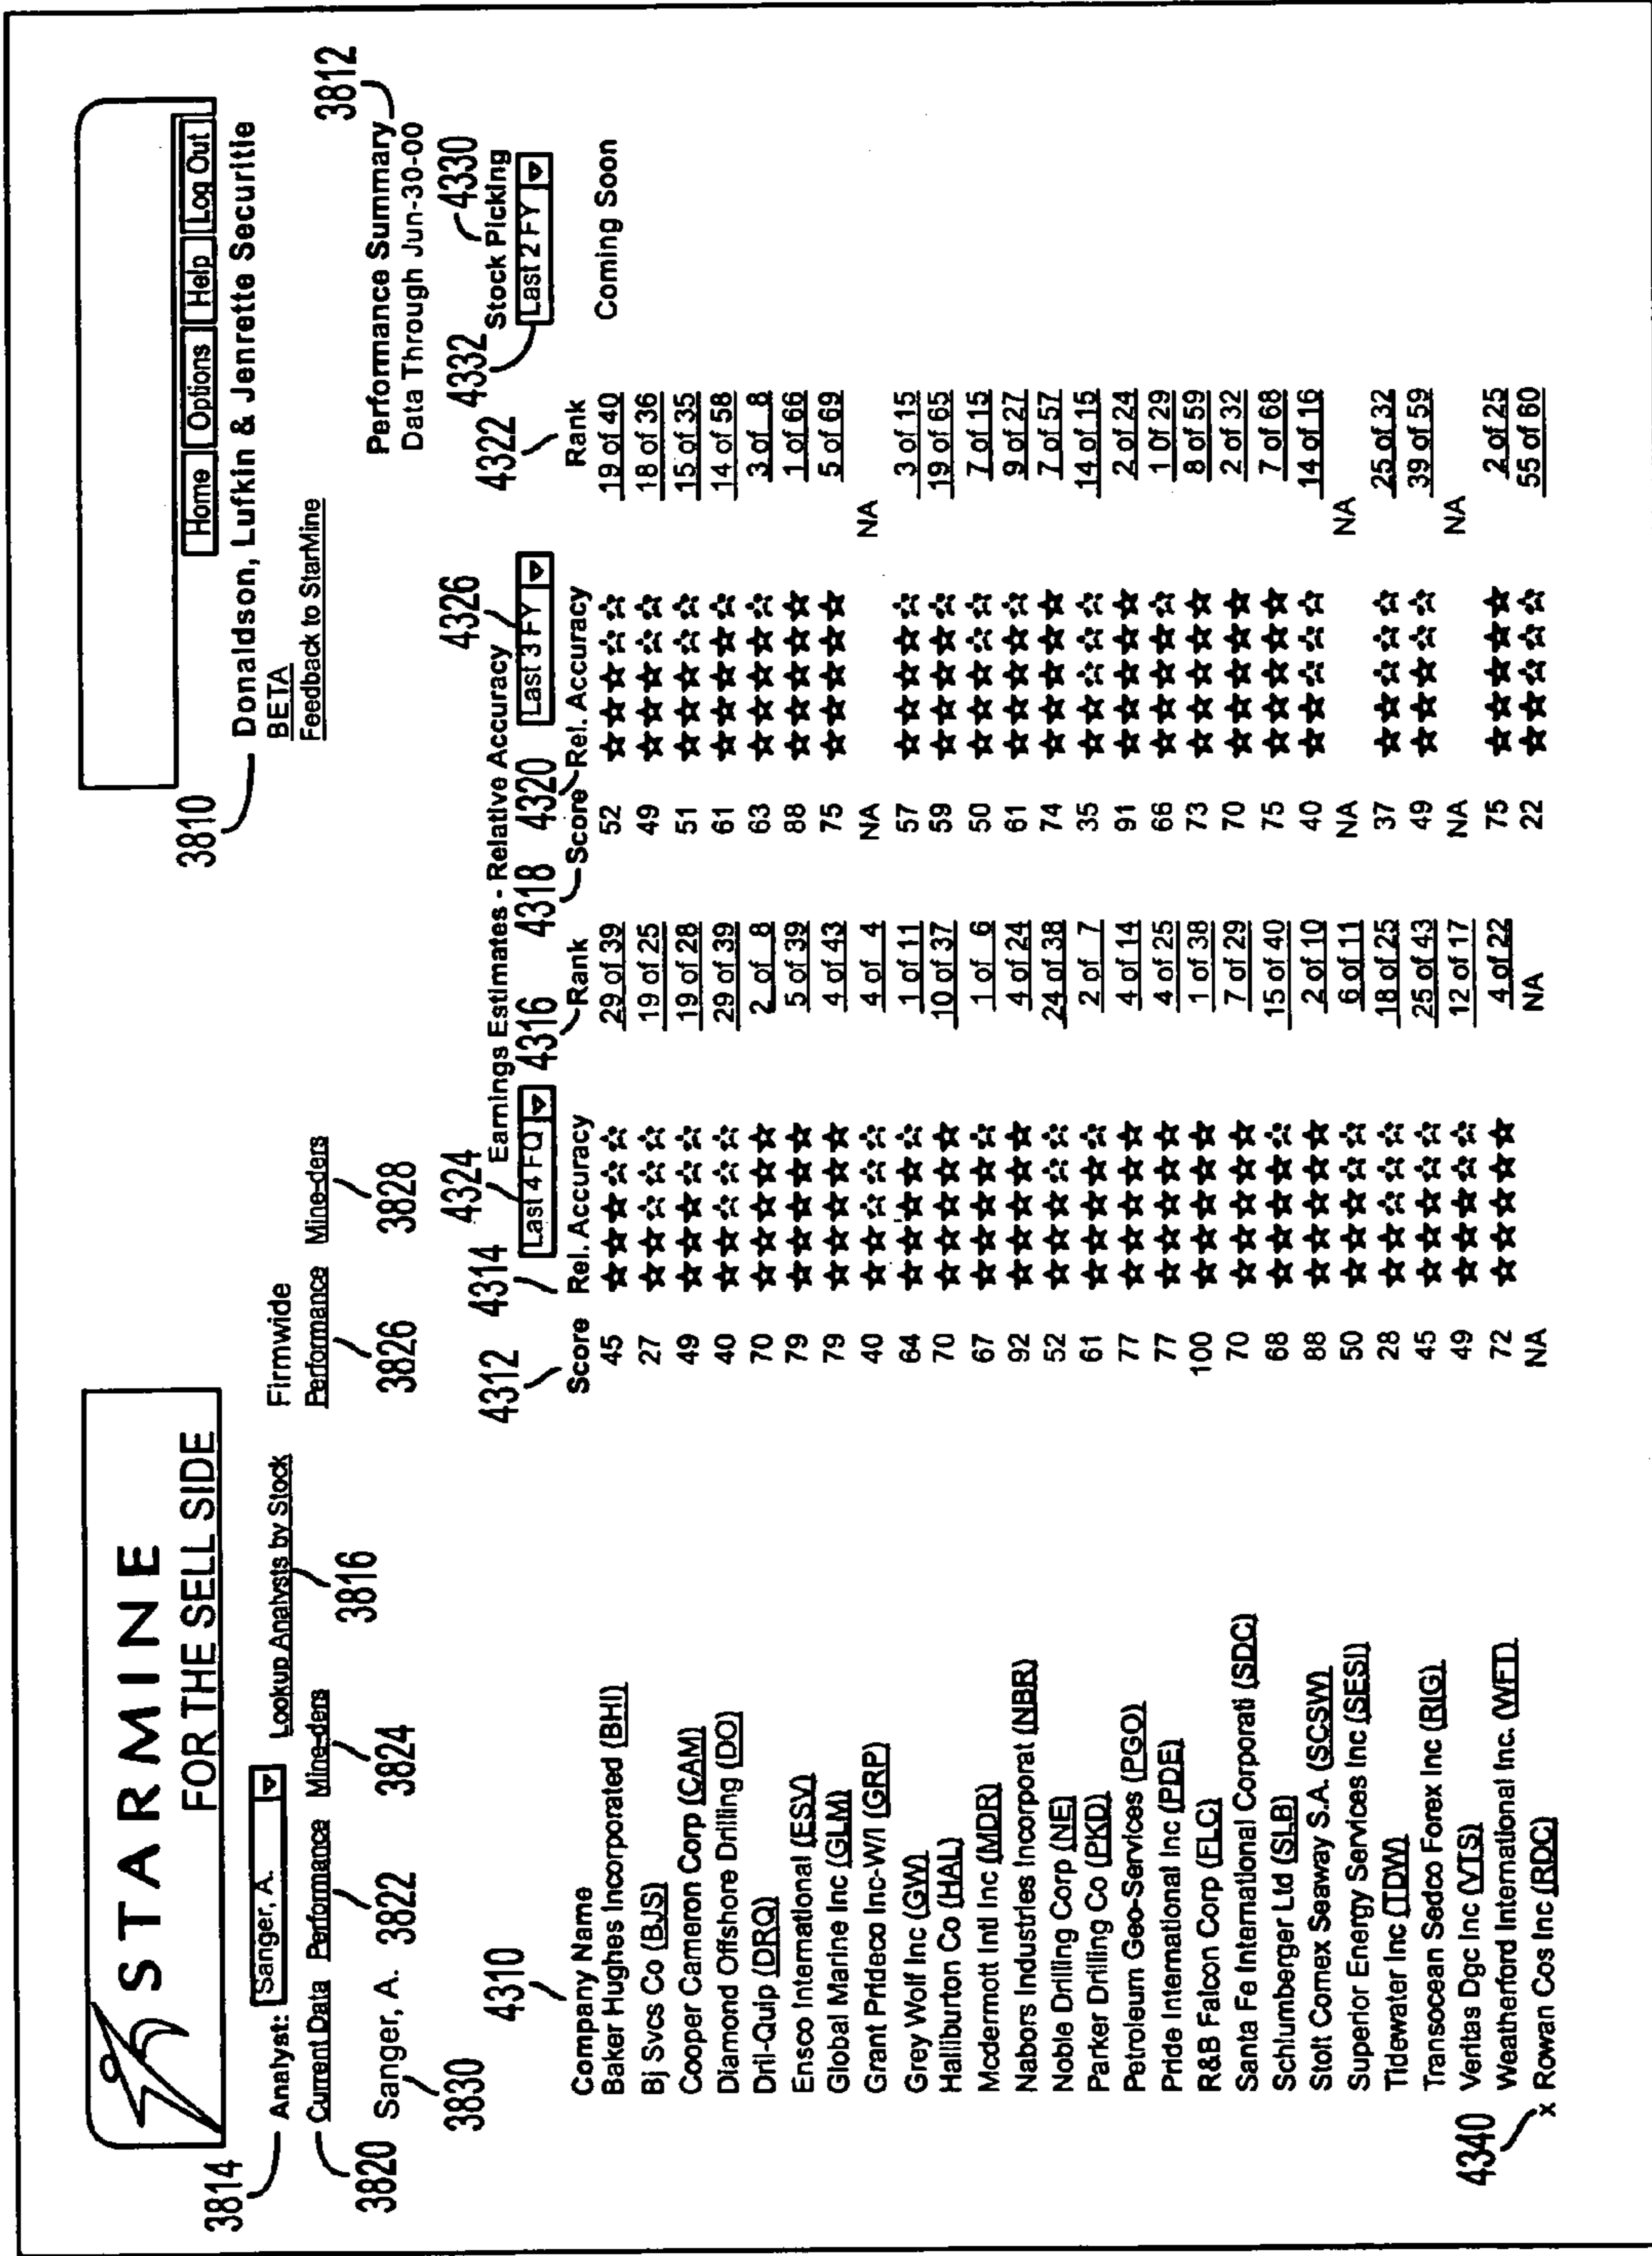 STARMINE
FOR THE SELL SIDE
Home Options Help Log Out
3810 Donaldson, Lufkin & Jenrette Securitie
3814 Analyst: Sanger, A. Lookup Analysts by Stock Firmwide BETA
3820 Current Data Performance Mine-ders 3816 Performance Mine-ders Feedback to StarMine
3822 3824 3826 3828
Sanger, A.
3830
Performance Summary 3812
Data Through Jun-30-00
4310 4312 4314 4324 4316 4318 4320 4326 4322 4332 4330
Earnings Estimates - Relative Accuracy Stock Picking
Last 4 FQ Last 3 FY Last 2 FY
Company Name Score Rel. Accuracy Rank Score Rel. Accuracy Rank
Baker Hughes Incorporated (BHI) 45 29 of 39 52 19 of 40 Coming Soon
Bj Svcs Co (BJS) 27 19 of 25 49 18 of 36
Cooper Cameron Corp (CAM) 49 19 of 28 51 15 of 35
Diamond Offshore Drilling (DO) 40 29 of 39 61 14 of 58
Dril-Quip (DRQ) 70 2 of 8 63 3 of 8
Ensco International (ESV) 79 5 of 39 88 1 of 66
Global Marine Inc (GLM) 79 4 of 43 75 5 of 69
Grant Prideco Inc-WI (GRP) 40 4 of 4 NA NA
Grey Wolf Inc (GW) 64 1 of 11 57 3 of 15
Halliburton Co (HAL) 70 10 of 37 59 19 of 65
Mcdermott Intl Inc (MDR) 67 1 of 6 50 7 of 15
Nabors Industries Incorporat (NBR) 92 4 of 24 61 9 of 27
Noble Drilling Corp (NE) 52 24 of 38 74 7 of 57
Parker Drilling Co (PKD) 61 2 of 7 35 14 of 15
Petroleum Geo-Services (PGO) 77 4 of 14 91 2 of 24
Pride International Inc (PDE) 77 4 of 25 66 1 Of 29
R&B Falcon Corp (FLC) 100 1 of 38 73 8 of 59
Santa Fe International Corporati (SDC) 70 7 of 29 70 2 of 32
Schlumberger Ltd (SLB) 68 15 of 40 75 7 of 68
Stolt Comex Seaway S.A. (SCSW) 88 2 of 10 40 14 of 16
Superior Energy Services Inc (SESI) 50 6 of 11 NA NA
Tidewater Inc (TDW) 28 18 of 25 37 25 of 32
Transocean Sedco Forex Inc (RIG) 45 25 of 43 49 39 of 59
Veritas Dgc Inc (VTS) 49 12 of 17 NA NA
4340 Weatherford International Inc. (WFT) 72 4 of 22 75 2 of 25
x Rowan Cos Inc (RDC) NA NA 22 55 of 60